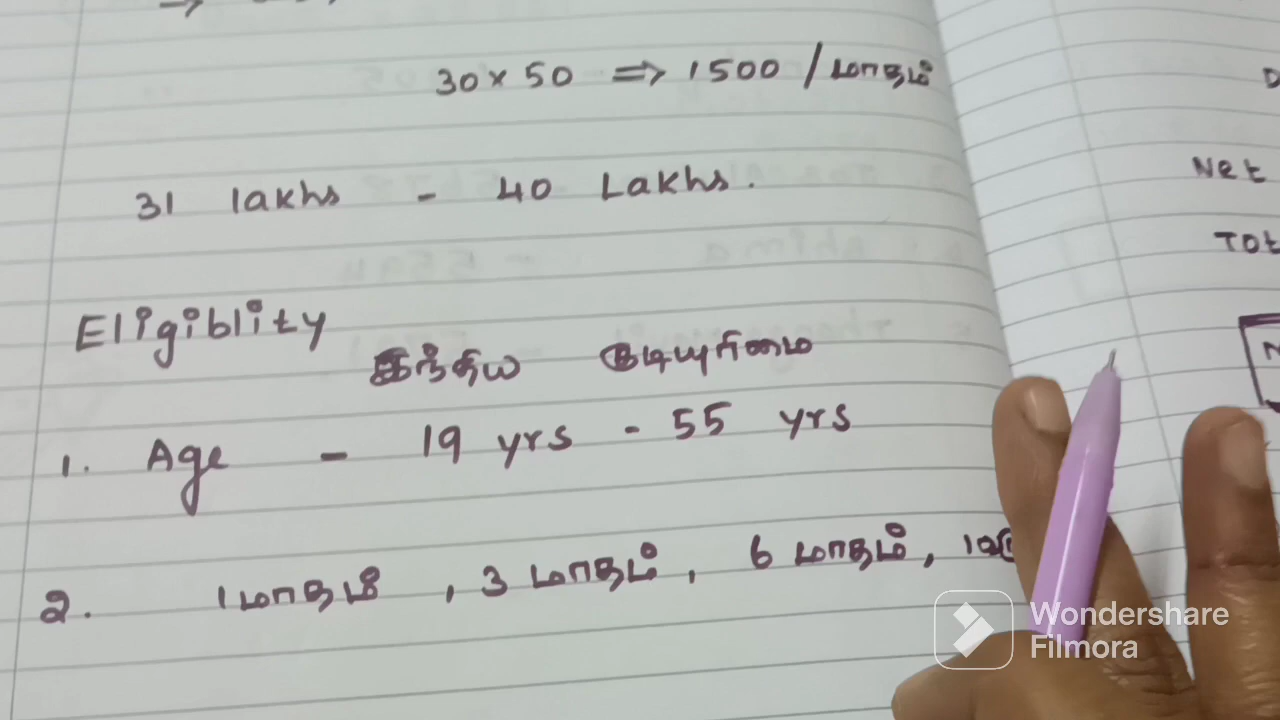 30 × 50 ⇒ 1500 / மாதம்
31 lakhs - 40 Lakhs.
Eligiblity
இந்திய குடியுரிமை
1. Age - 19 yrs - 55 yrs
2. 1 மாதம் , 3 மாதம் , 6 மாதம் ,
Net
Tot
Wondershare
Filmora